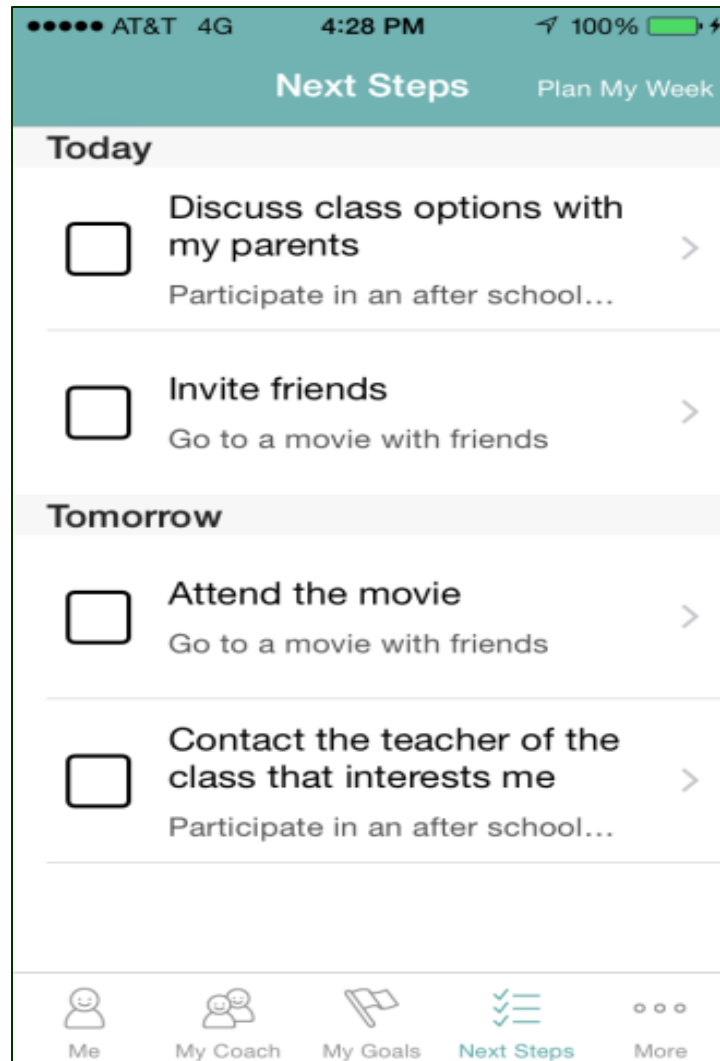 AT&T 4G 4:28 PM 100%
Next Steps Plan My Week
Today
Discuss class options with
my parents
Participate in an after school...
Invite friends
Go to a movie with friends
Tomorrow
Attend the movie
Go to a movie with friends
Contact the teacher of the
class that interests me
Participate in an after school...
Me My Coach My Goals Next Steps More